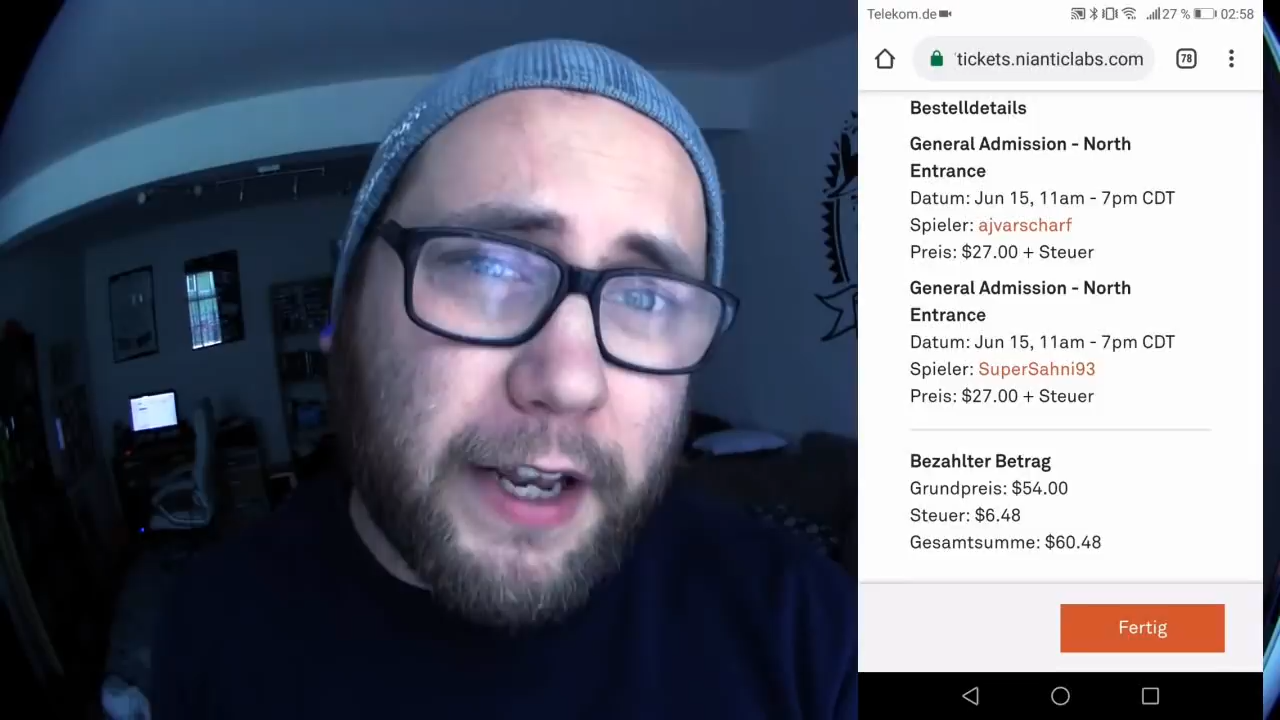 Telekom.de
27 %
02:58
tickets.nianticlabs.com
78
Bestelldetails
General Admission - North
Entrance
Datum: Jun 15, 11am - 7pm CDT
Spieler: ajvarscharf
Preis: $27.00 + Steuer
General Admission - North
Entrance
Datum: Jun 15, 11am - 7pm CDT
Spieler: SuperSahni93
Preis: $27.00 + Steuer
Bezahlter Betrag
Grundpreis: $54.00
Steuer: $6.48
Gesamtsumme: $60.48
Fertig